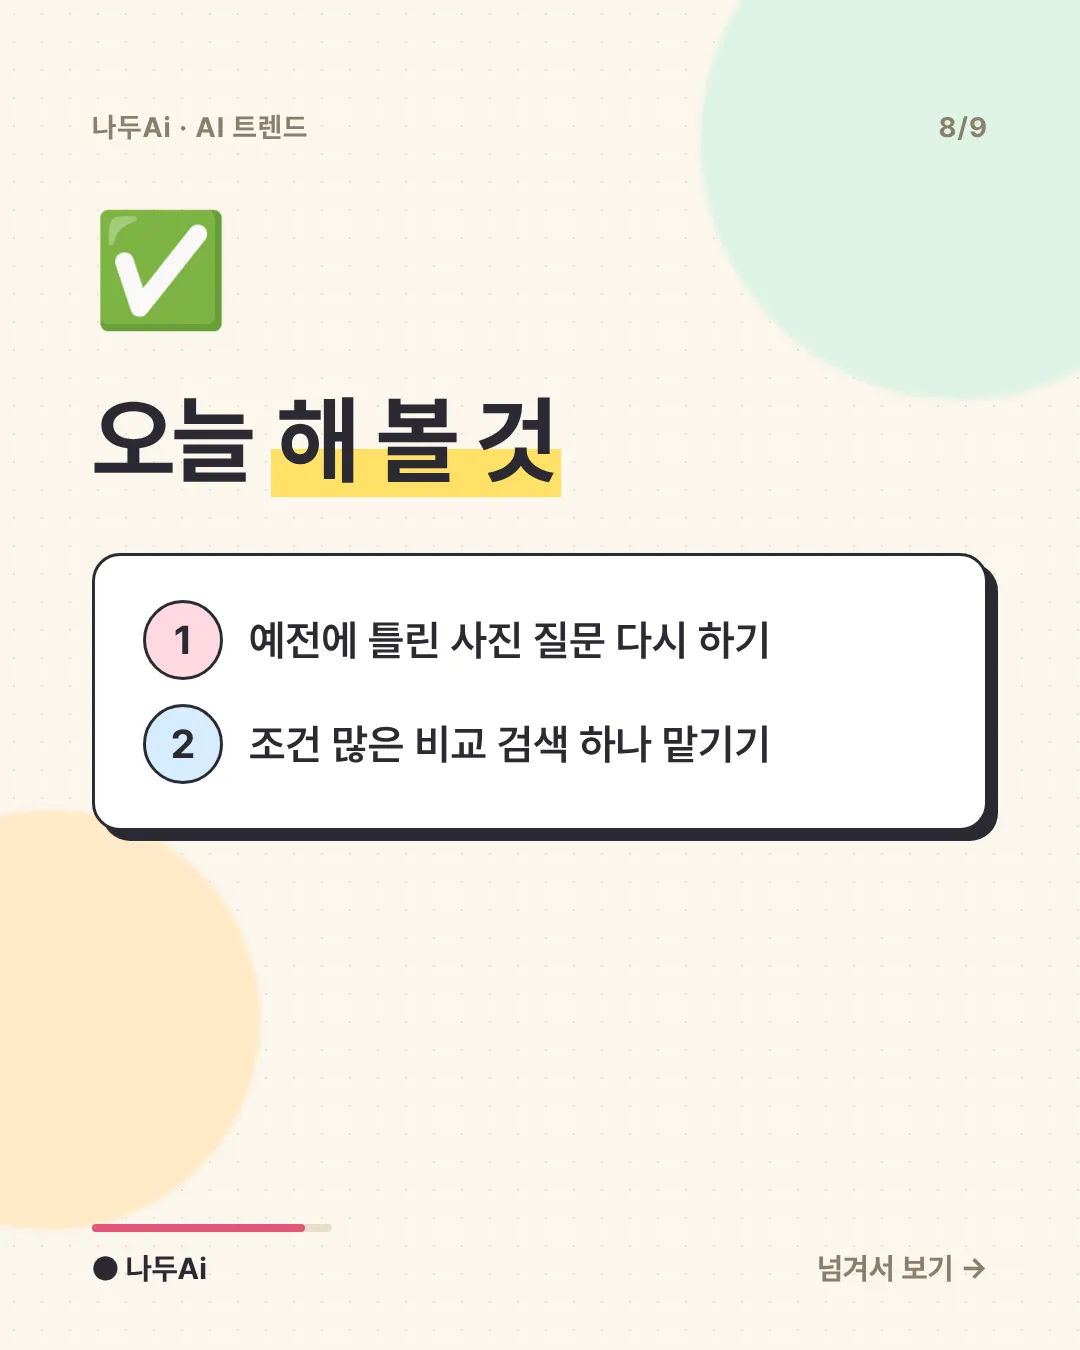 나두Ai · AI 트렌드
8/9
✅
오늘 해 볼 것
1 예전에 틀린 사진 질문 다시 하기
2 조건 많은 비교 검색 하나 맡기기
● 나두Ai
넘겨서 보기 →